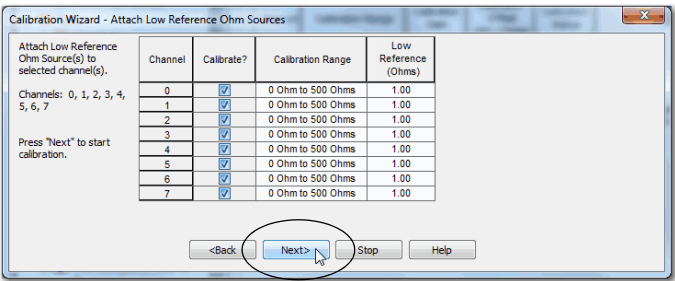 Calibration Wizard - Attach Low Reference Ohm Sources
Attach Low Reference
Ohm Source(s) to
selected channel(s).
Channels: 0, 1, 2, 3, 4,
5, 6, 7
Press "Next" to start
calibration.
Channel Calibrate? Calibration Range Low Reference (Ohms)
0 0 Ohm to 500 Ohms 1.00
1 0 Ohm to 500 Ohms 1.00
2 0 Ohm to 500 Ohms 1.00
3 0 Ohm to 500 Ohms 1.00
4 0 Ohm to 500 Ohms 1.00
5 0 Ohm to 500 Ohms 1.00
6 0 Ohm to 500 Ohms 1.00
7 0 Ohm to 500 Ohms 1.00
<Back Next> Stop Help